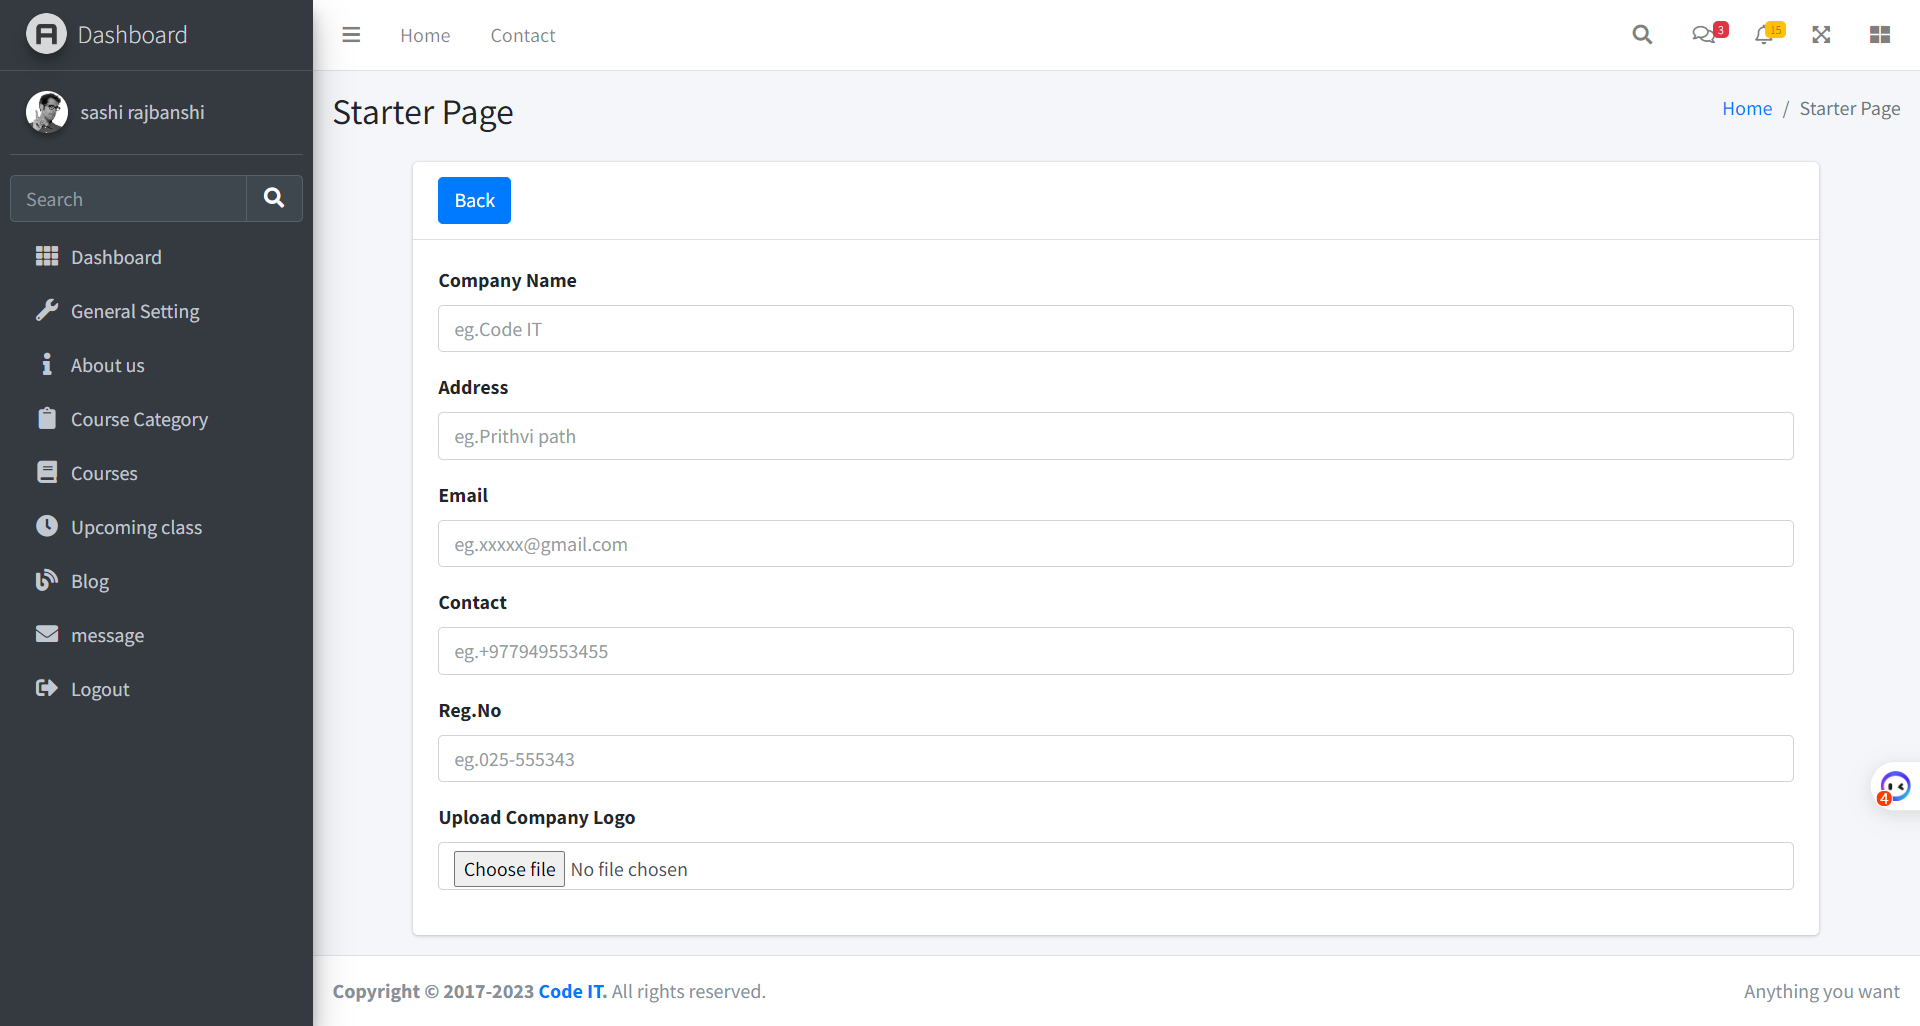 Dashboard
sashi rajbanshi
Search
Dashboard
General Setting
About us
Course Category
Courses
Upcoming class
Blog
message
Logout
Home
Contact
3
15
Starter Page
Home / Starter Page
Back
Company Name
eg.Code IT
Address
eg.Prithvi path
Email
eg.xxxxx@gmail.com
Contact
eg.+977949553455
Reg.No
eg.025-555343
Upload Company Logo
Choose file No file chosen
4
Copyright © 2017-2023 Code IT. All rights reserved.
Anything you want